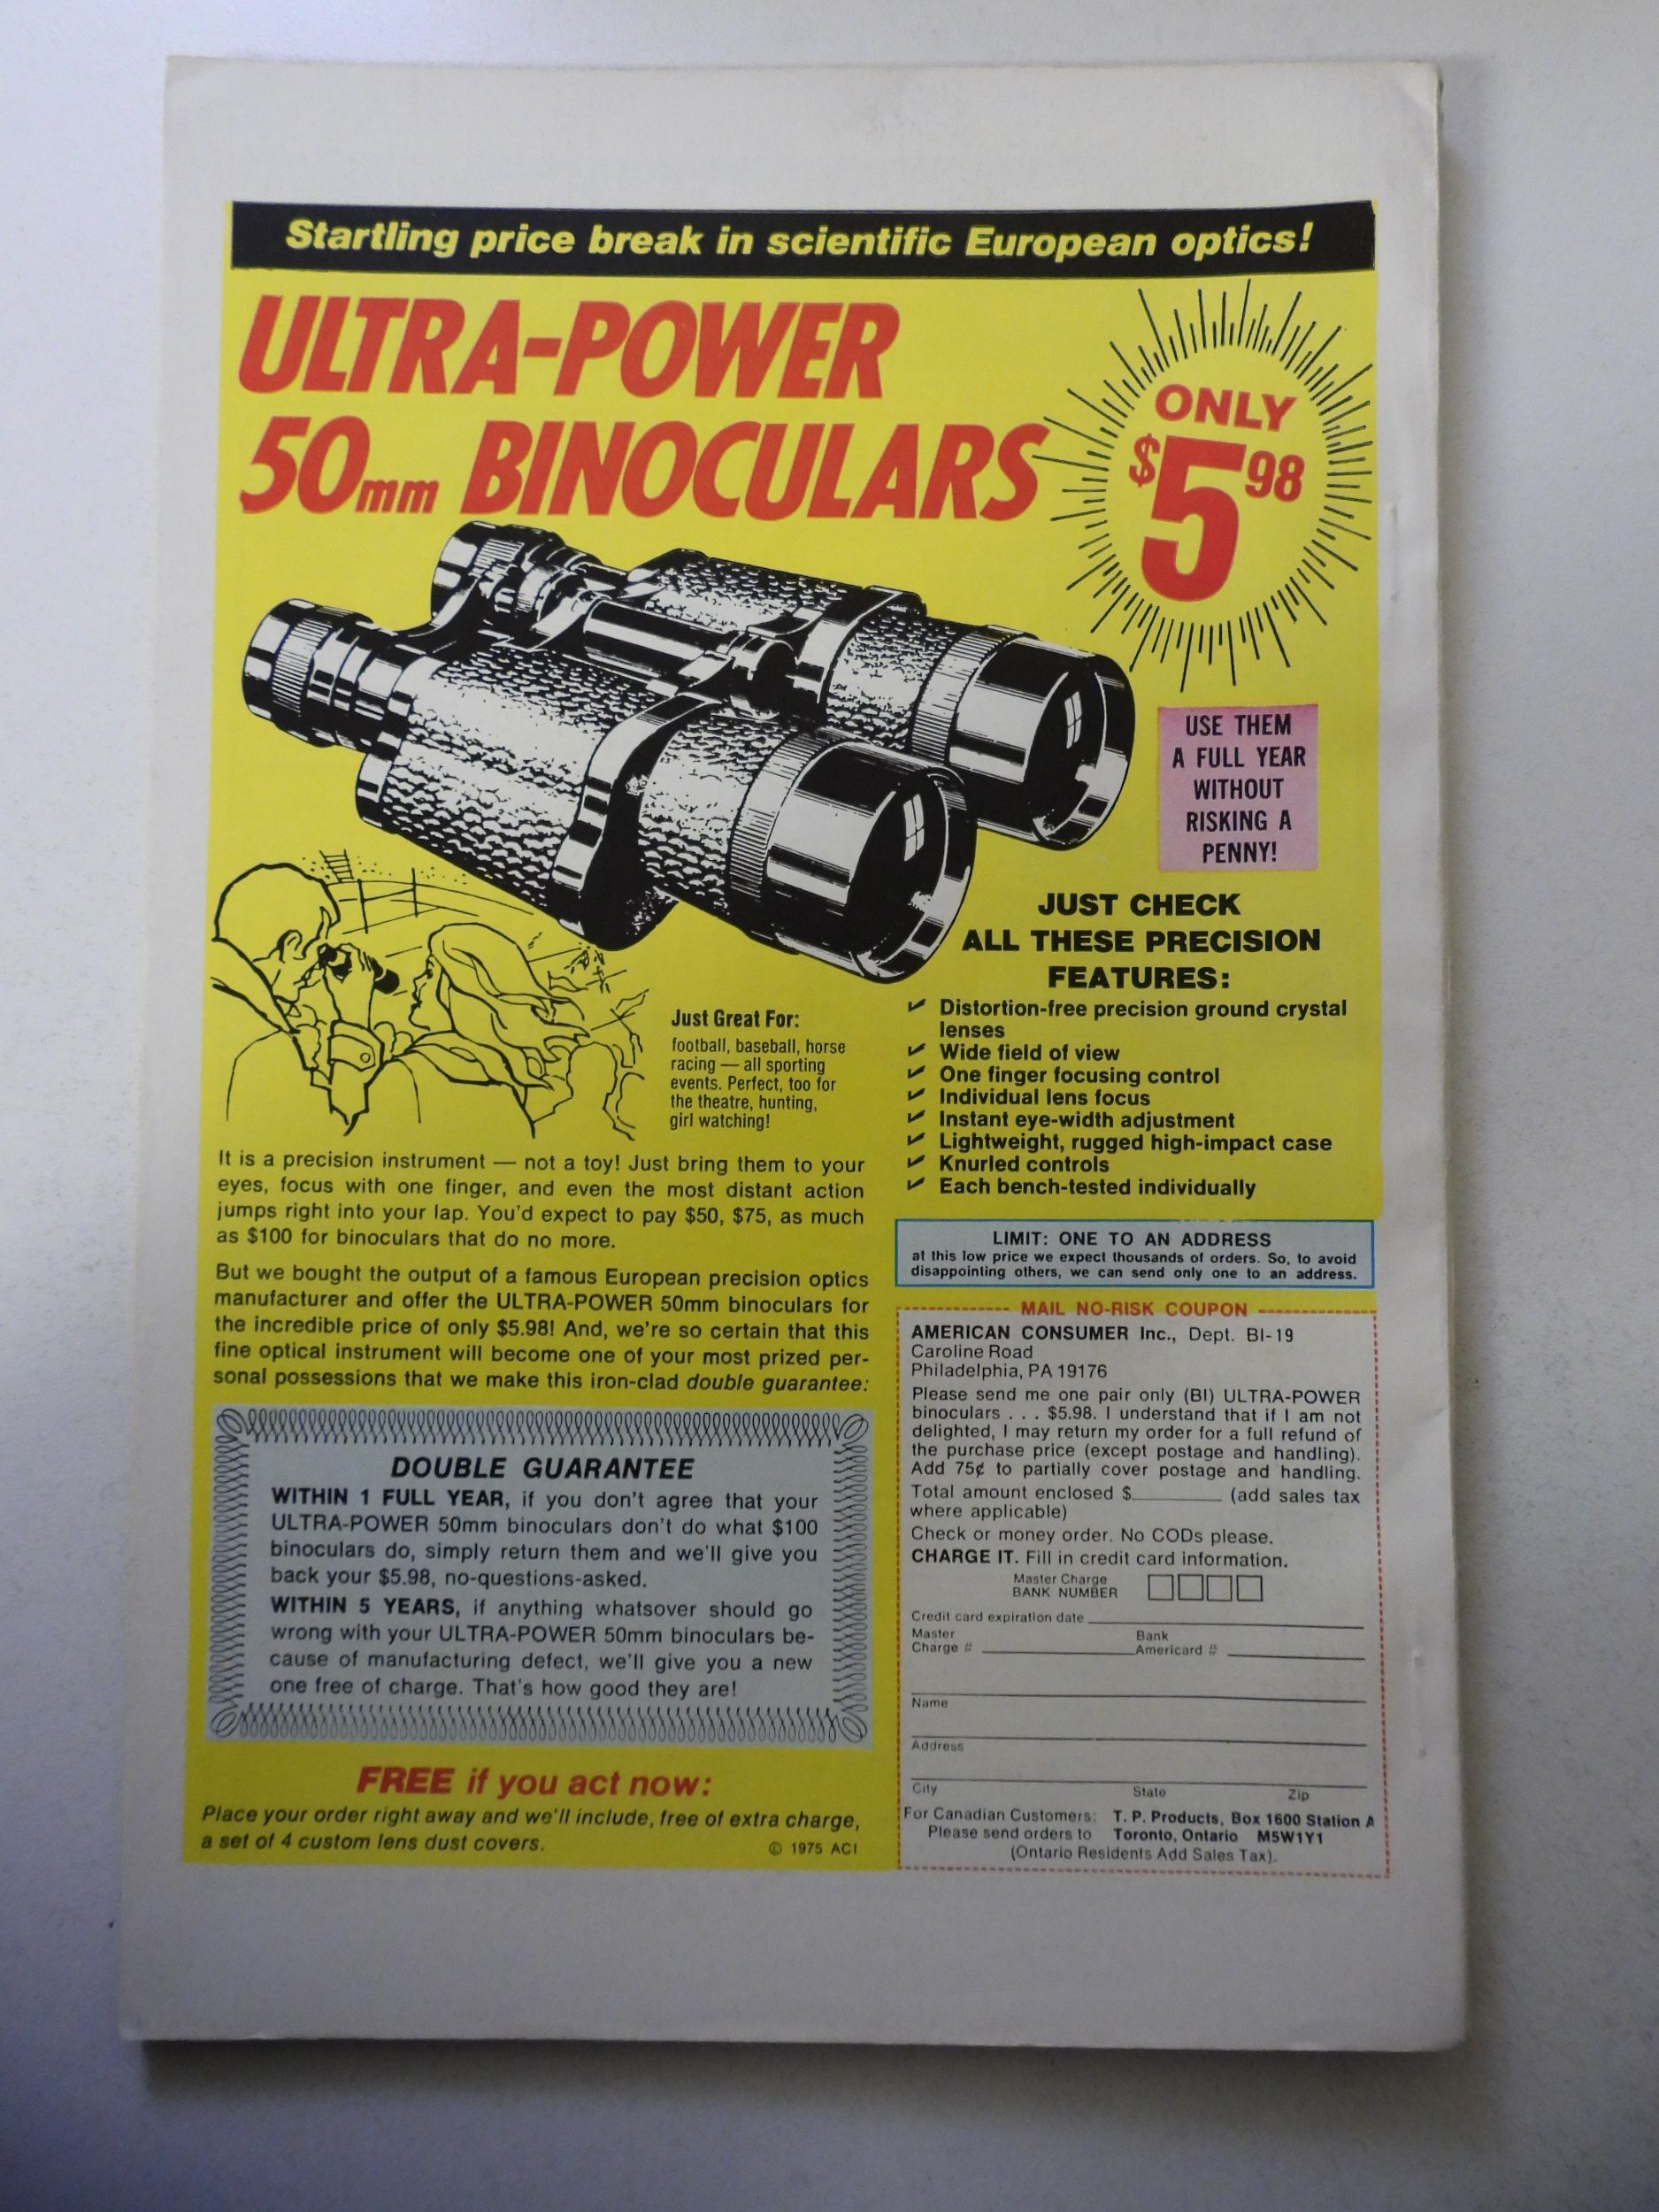 Startling price break in scientific European optics!
ULTRA-POWER
50mm BINOCULARS
ONLY
$5 98
USE THEM
A FULL YEAR
WITHOUT
RISKING A
PENNY!
JUST CHECK
ALL THESE PRECISION
FEATURES:
✔ Distortion-free precision ground crystal
lenses
✔ Wide field of view
✔ One finger focusing control
✔ Individual lens focus
✔ Instant eye-width adjustment
✔ Lightweight, rugged high-impact case
✔ Knurled controls
✔ Each bench-tested individually
Just Great For:
football, baseball, horse
racing — all sporting
events. Perfect, too for
the theatre, hunting,
girl watching!
It is a precision instrument — not a toy! Just bring them to your
eyes, focus with one finger, and even the most distant action
jumps right into your lap. You'd expect to pay $50, $75, as much
as $100 for binoculars that do no more.
But we bought the output of a famous European precision optics
manufacturer and offer the ULTRA-POWER 50mm binoculars for
the incredible price of only $5.98! And, we're so certain that this
fine optical instrument will become one of your most prized per-
sonal possessions that we make this iron-clad double guarantee:
DOUBLE GUARANTEE
WITHIN 1 FULL YEAR, if you don't agree that your
ULTRA-POWER 50mm binoculars don't do what $100
binoculars do, simply return them and we'll give you
back your $5.98, no-questions-asked.
WITHIN 5 YEARS, if anything whatsover should go
wrong with your ULTRA-POWER 50mm binoculars be-
cause of manufacturing defect, we'll give you a new
one free of charge. That's how good they are!
FREE if you act now:
Place your order right away and we'll include, free of extra charge,
a set of 4 custom lens dust covers.
© 1975 ACI
LIMIT: ONE TO AN ADDRESS
at this low price we expect thousands of orders. So, to avoid
disappointing others, we can send only one to an address.
MAIL NO-RISK COUPON
AMERICAN CONSUMER Inc., Dept. BI-19
Caroline Road
Philadelphia, PA 19176
Please send me one pair only (BI) ULTRA-POWER
binoculars . . . $5.98. I understand that if I am not
delighted, I may return my order for a full refund of
the purchase price (except postage and handling).
Add 75¢ to partially cover postage and handling.
Total amount enclosed $________ (add sales tax
where applicable)
Check or money order. No CODs please.
CHARGE IT. Fill in credit card information.
Master Charge
BANK NUMBER
Credit card expiration date
Master Bank
Charge # Americard #
Name
Address
City State Zip
For Canadian Customers: T. P. Products, Box 1600 Station A
Please send orders to Toronto, Ontario M5W1Y1
(Ontario Residents Add Sales Tax).